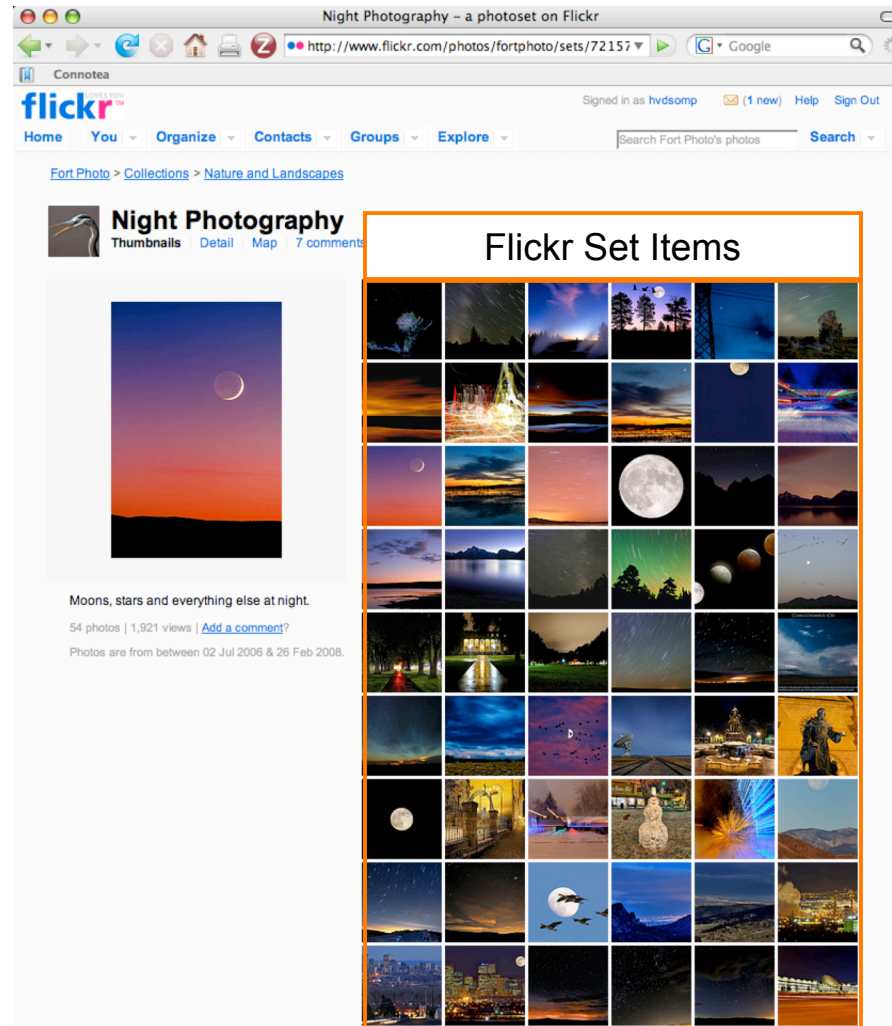 Night Photography – a photoset on Flickr
http://www.flickr.com/photos/fortphoto/sets/72157
G Google
Connotea
flickr LOVES YOU ™
Signed in as hvdsomp (1 new) Help Sign Out
Home You Organize Contacts Groups Explore Search Fort Photo's photos Search
Fort Photo > Collections > Nature and Landscapes
Night Photography
Thumbnails Detail Map 7 comments
Flickr Set Items
Moons, stars and everything else at night.
54 photos | 1,921 views | Add a comment?
Photos are from between 02 Jul 2006 & 26 Feb 2008.